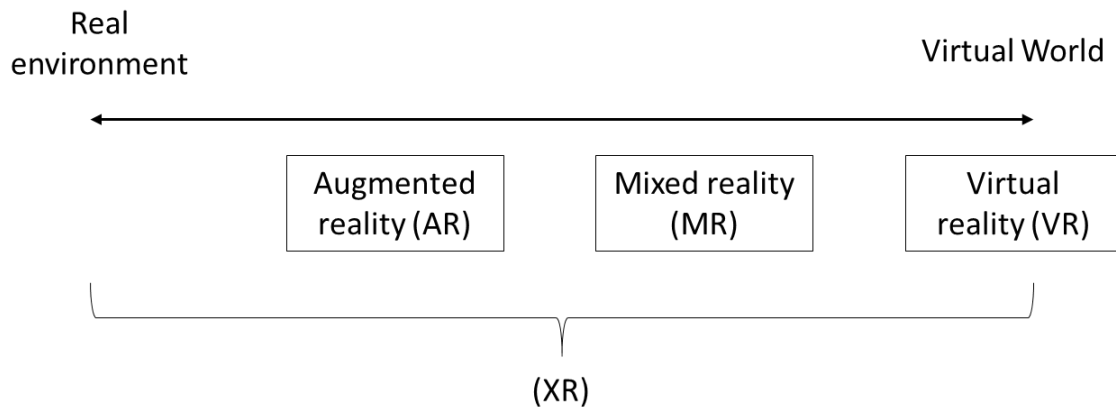 Real
environment
Virtual World
Augmented
reality (AR)
Mixed reality
(MR)
Virtual
reality (VR)
(XR)